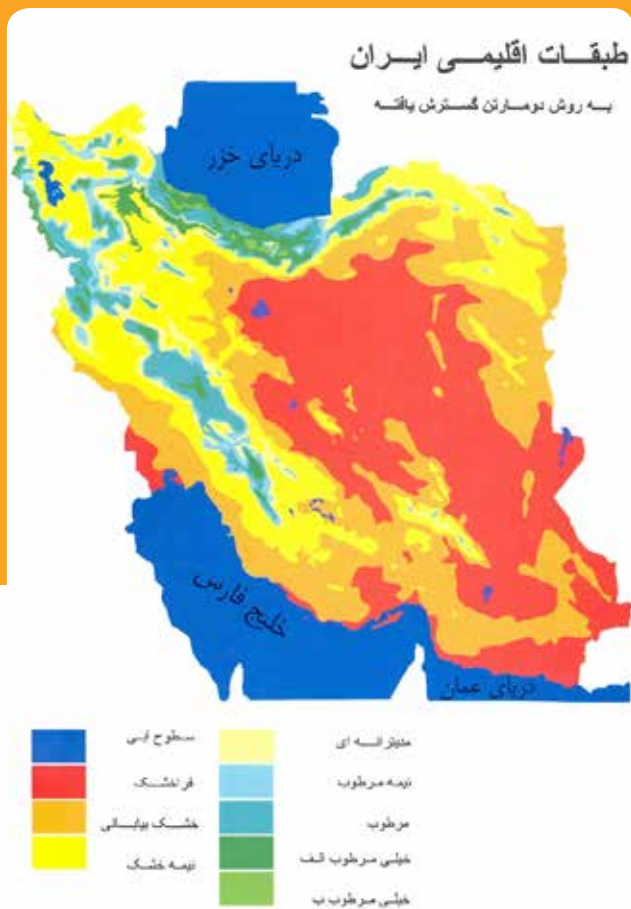 طبقات اقلیمی ایران
به روش دومارتن گسترش یافته
دریای خزر
خلیج فارس
دریای عمان
سطوح ابی
فراخشک
خشک بیابانی
نیمه خشک
مدیترانه ای
نیمه مرطوب
مرطوب
خیلی مرطوب الف
خیلی مرطوب ب